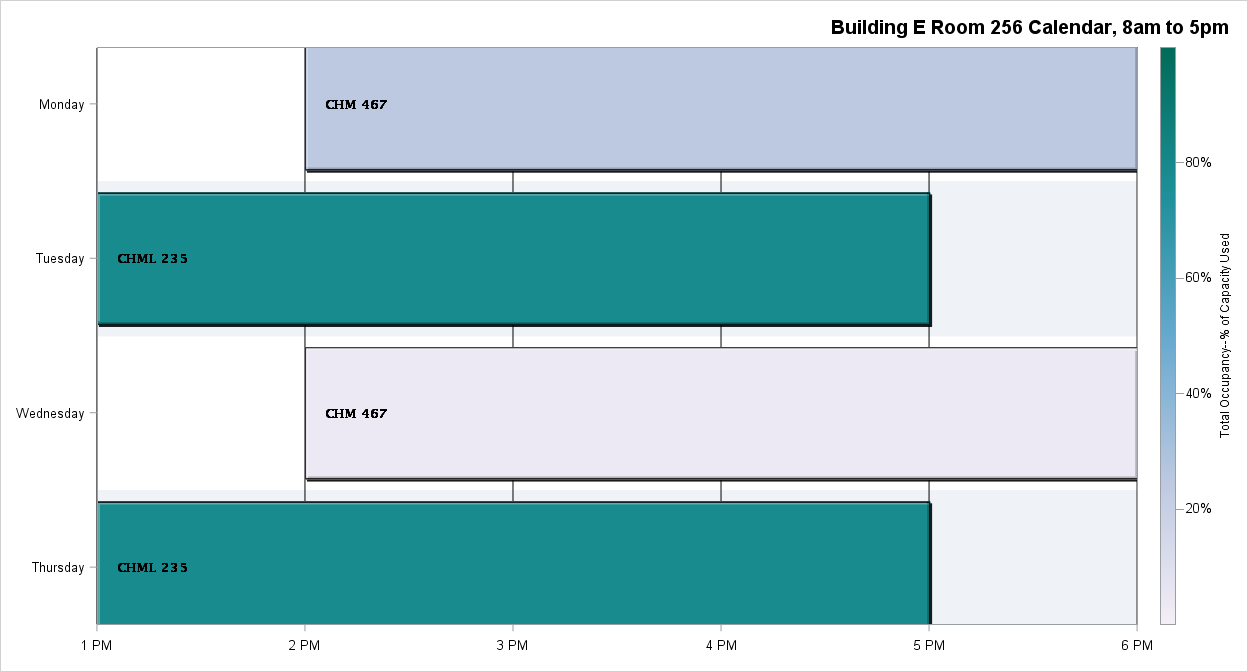 Building E Room 256 Calendar, 8am to 5pm
Monday
CHM 467
Tuesday
CHML 235
Wednesday
CHM 467
Thursday
CHML 235
1 PM
2 PM
3 PM
4 PM
5 PM
6 PM
80%
60%
40%
20%
Total Occupancy--% of Capacity Used